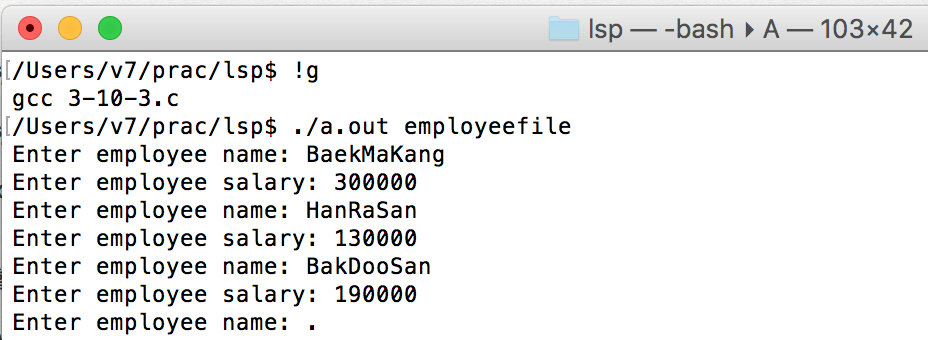 lsp — -bash ▸ A — 103×42
[/Users/v7/prac/lsp$ !g
gcc 3-10-3.c
[/Users/v7/prac/lsp$ ./a.out employeefile
Enter employee name: BaekMaKang
Enter employee salary: 300000
Enter employee name: HanRaSan
Enter employee salary: 130000
Enter employee name: BakDooSan
Enter employee salary: 190000
Enter employee name: .